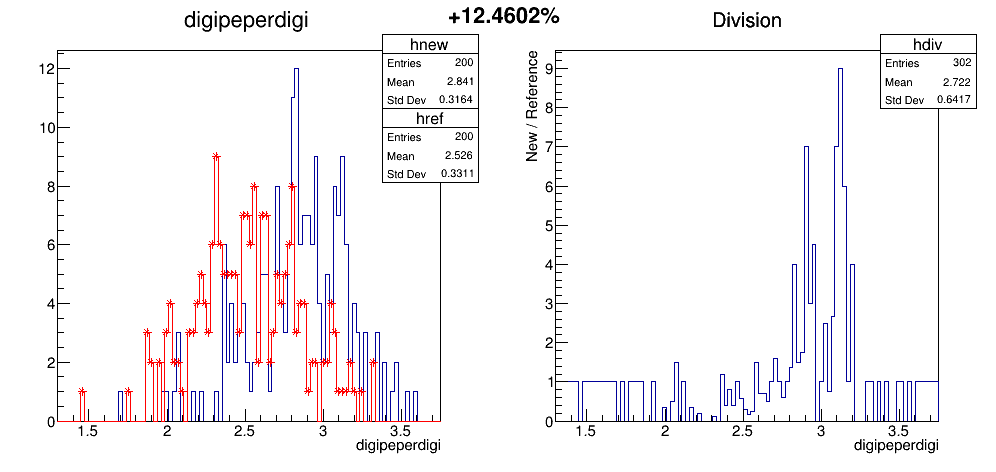 digipeperdigi
+12.4602%
Division
hnew
Entries 200
Mean 2.841
Std Dev 0.3164
href
Entries 200
Mean 2.526
Std Dev 0.3311
12
10
8
6
4
2
0
1.5 2 2.5 3 3.5
digipeperdigi
hdiv
Entries 302
Mean 2.722
Std Dev 0.6417
New / Reference
9
8
7
6
5
4
3
2
1
0
1.5 2 2.5 3 3.5
digipeperdigi